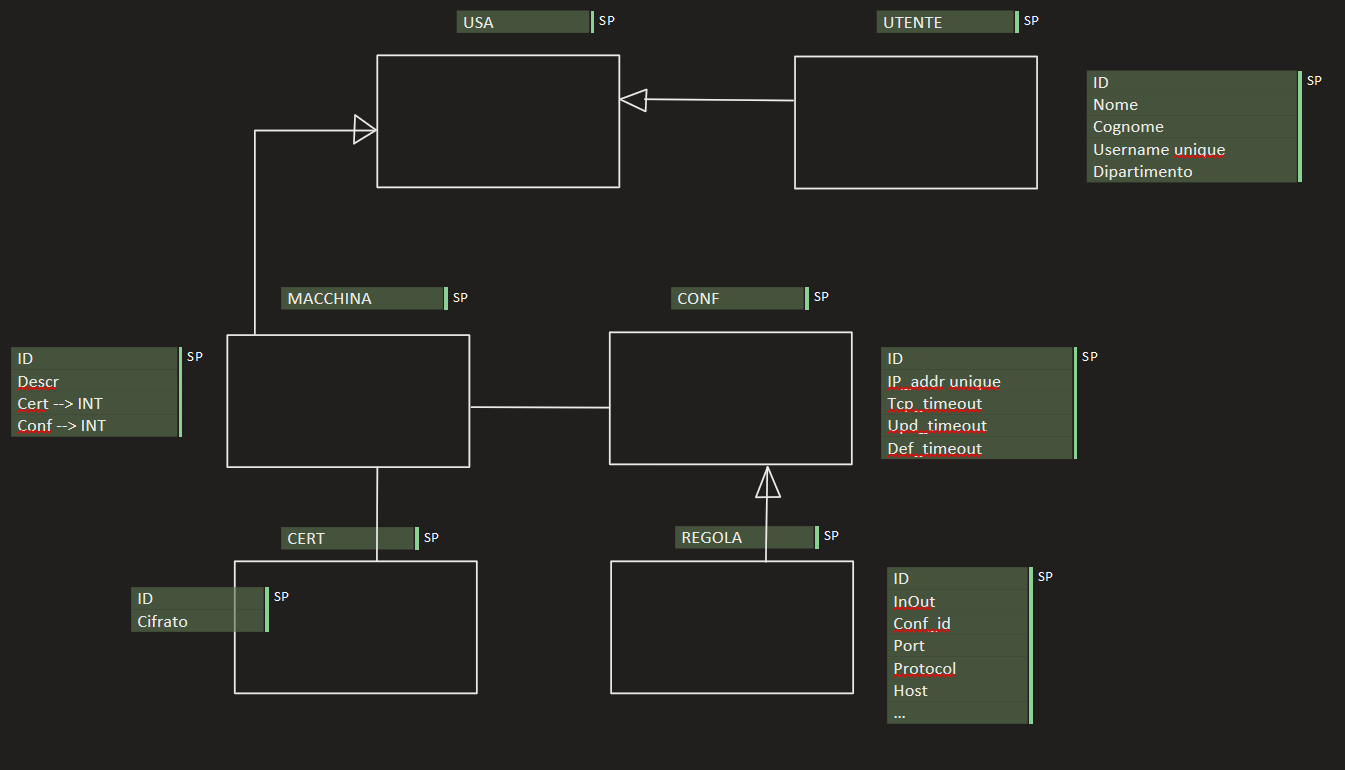 USA
SP
UTENTE
SP
ID
SP
Nome
Cognome
Username unique
Dipartimento
MACCHINA
SP
CONF
SP
ID
SP
Descr
Cert --> INT
Conf --> INT
ID
SP
IP_addr unique
Tcp_timeout
Upd_timeout
Def_timeout
CERT
SP
REGOLA
SP
ID
SP
Cifrato
ID
SP
InOut
Conf_id
Port
Protocol
Host
...